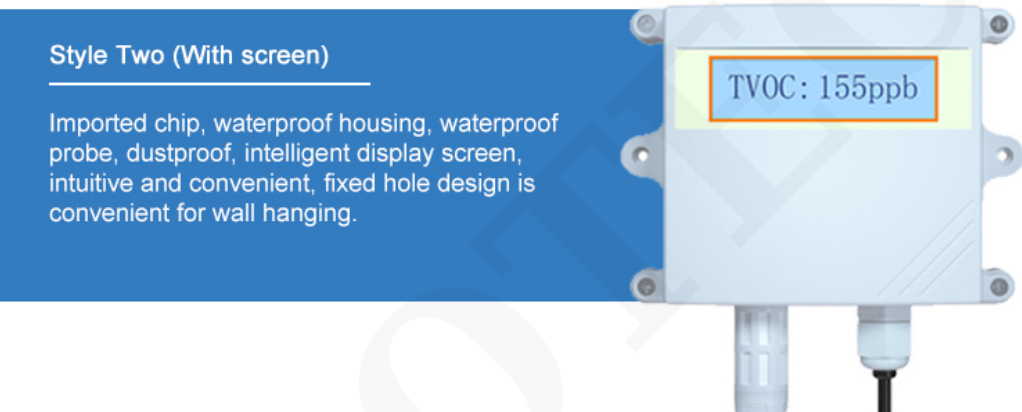 Style Two (With screen)
Imported chip, waterproof housing, waterproof
probe, dustproof, intelligent display screen,
intuitive and convenient, fixed hole design is
convenient for wall hanging.
TVOC: 155ppb